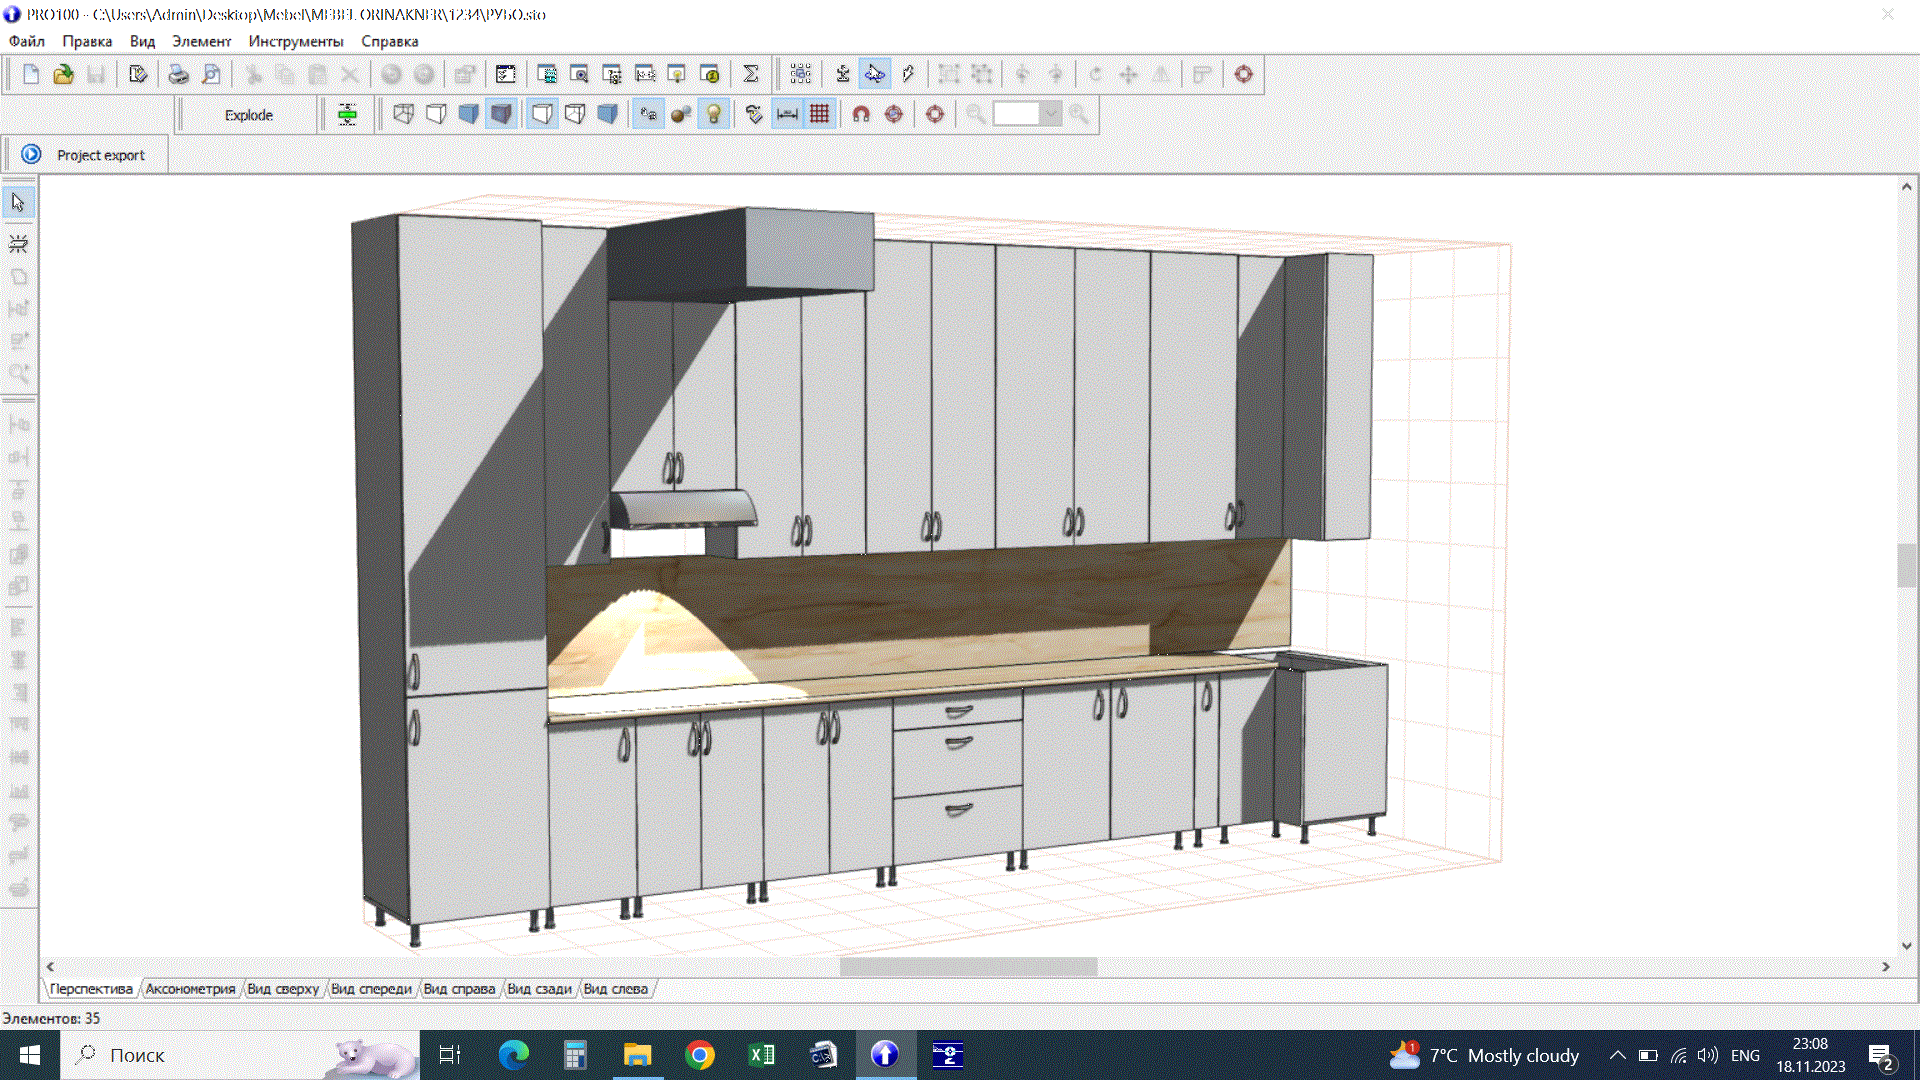 PRO100 - C:\Users\Admin\Desktop\Mebel\MEBEL ORINAKNER\1234\РУБО.sto
Файл Правка Вид Элемент Инструменты Справка
Explode
Project export
Перспектива Аксонометрия Вид сверху Вид спереди Вид справа Вид сзади Вид слева
Элементов: 35
Поиск
1 7°C Mostly cloudy ENG 23:08
18.11.2023 2